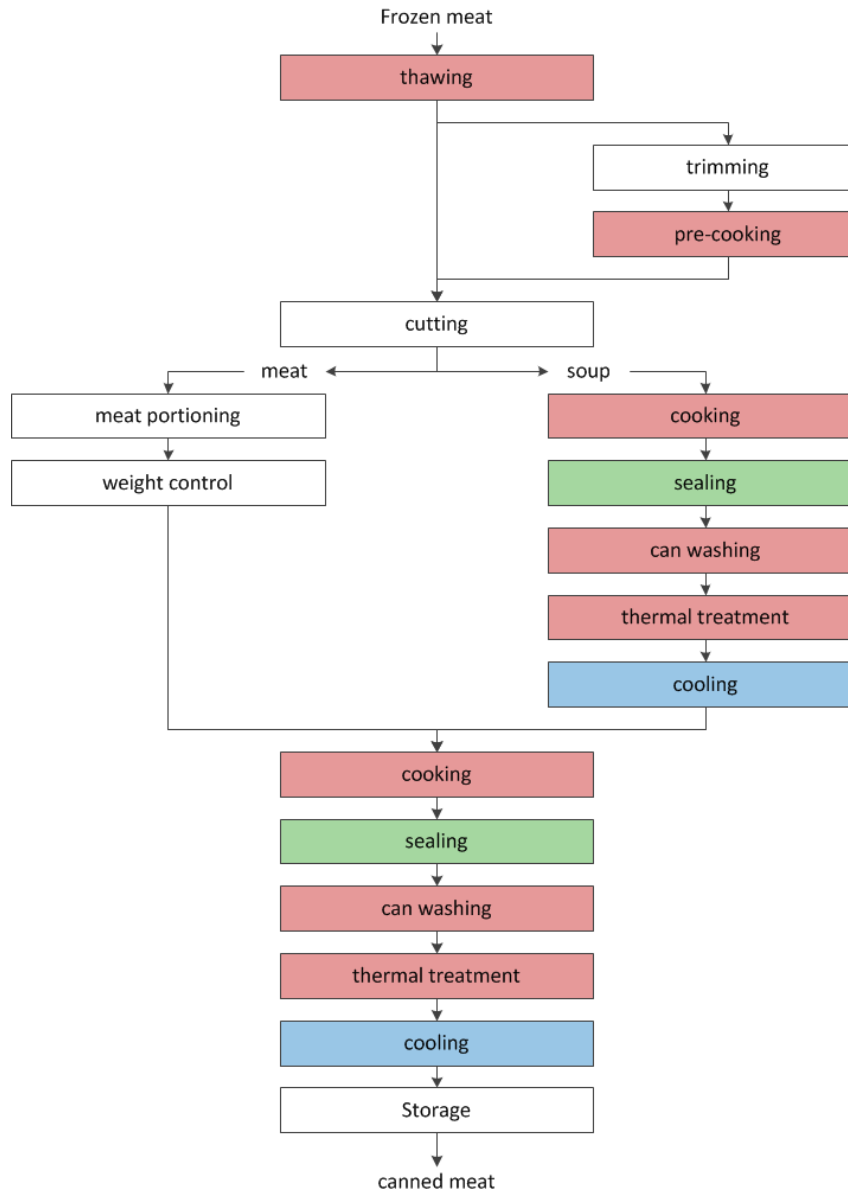 Frozen meat
thawing
trimming
pre-cooking
cutting
meat
soup
meat portioning
cooking
weight control
sealing
can washing
thermal treatment
cooling
cooking
sealing
can washing
thermal treatment
cooling
Storage
canned meat